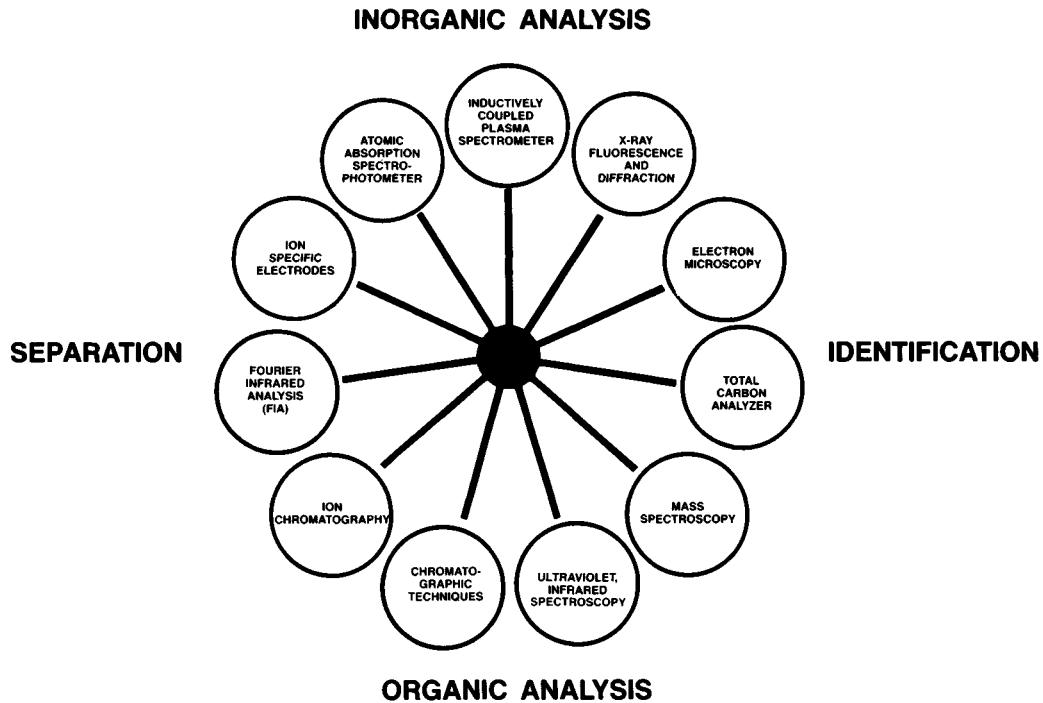 INORGANIC ANALYSIS
INDUCTIVELY
COUPLED
PLASMA
SPECTROMETER
ATOMIC
ABSORPTION
SPECTRO-
PHOTOMETER
X-RAY
FLUORESCENCE
AND
DIFFRACTION
ION
SPECIFIC
ELECTRODES
ELECTRON
MICROSCOPY
SEPARATION
IDENTIFICATION
FOURIER
INFRARED
ANALYSIS
(FIA)
TOTAL
CARBON
ANALYZER
ION
CHROMATOGRAPHY
MASS
SPECTROSCOPY
CHROMATO-
GRAPHIC
TECHNIQUES
ULTRAVIOLET,
INFRARED
SPECTROSCOPY
ORGANIC ANALYSIS